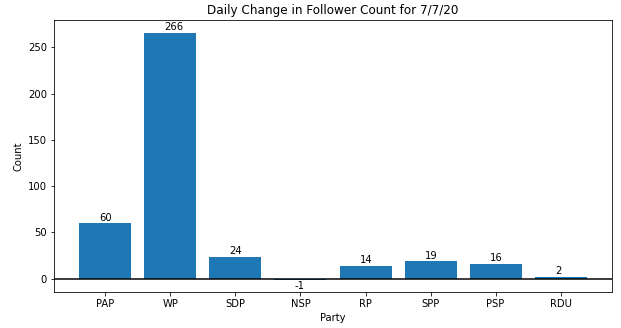 Daily Change in Follower Count for 7/7/20
Count
250
200
150
100
50
0
60
266
24
-1
14
19
16
2
PAP
WP
SDP
NSP
RP
SPP
PSP
RDU
Party